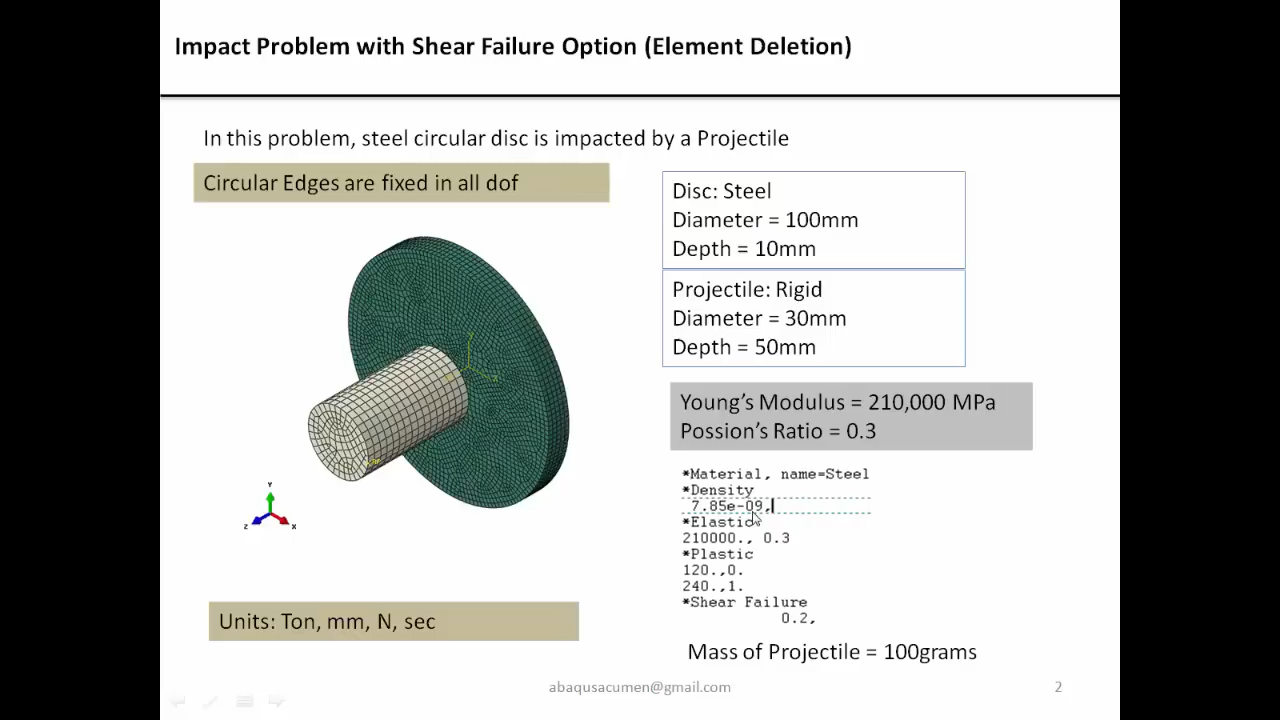 Impact Problem with Shear Failure Option (Element Deletion)
In this problem, steel circular disc is impacted by a Projectile
Circular Edges are fixed in all dof
Disc: Steel
Diameter = 100mm
Depth = 10mm
Projectile: Rigid
Diameter = 30mm
Depth = 50mm
Young's Modulus = 210,000 MPa
Possion's Ratio = 0.3
*Material, name=Steel
*Density
7.85e-09,
*Elastic
210000., 0.3
*Plastic
120.,0.
240.,1.
*Shear Failure
0.2,
Mass of Projectile = 100grams
Y
Z
X
Units: Ton, mm, N, sec
abaqusacumen@gmail.com
2